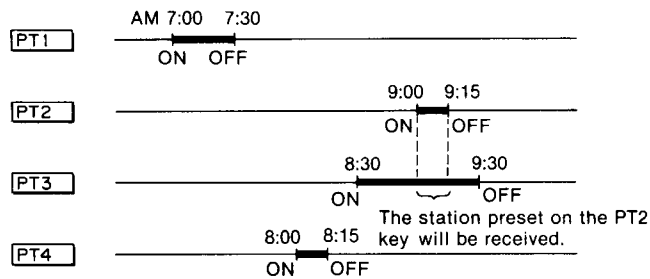 AM 7:00 7:30
PT1
ON OFF
9:00 9:15
PT2
ON OFF
8:30 9:30
PT3
ON OFF
The station preset on the PT2
key will be received.
8:00 8:15
PT4
ON OFF